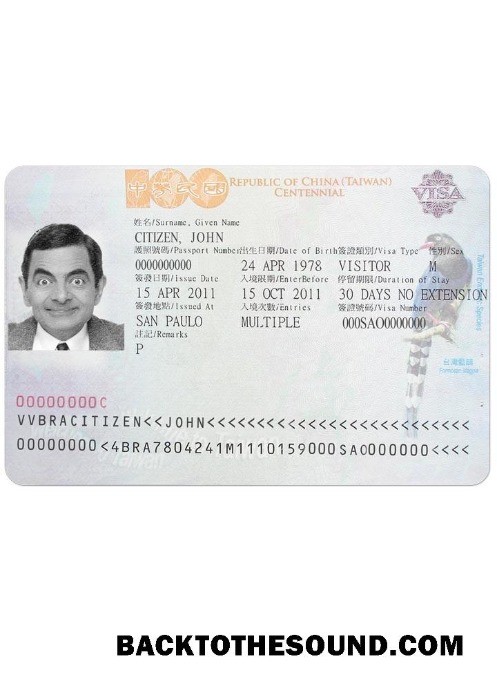 中華民國
REPUBLIC OF CHINA (TAIWAN)
CENTENNIAL
VISA
姓名/Surname, Given Name
CITIZEN, JOHN
護照號碼/Passport Number 出生日期/Date of Birth 簽證類別/Visa Type 性別/Sex
0000000000 24 APR 1978 VISITOR M
簽發日期/Issue Date 入境限期/EnterBefore 停留期限/Duration of Stay
15 APR 2011 15 OCT 2011 30 DAYS NO EXTENSION
簽發地點/Issued At 入境次數/Entries 簽證號碼/Visa Number
SAN PAULO MULTIPLE 000SAO0000000
註記/Remarks
P
台灣藍鵲
00000000C
VVBRACITIZEN<<JOHN<<<<<<<<<<<<<<<<<<<<<<<<<<
00000000<4BRA7804241M1110159000SAO000000<<<<
BACKTOTHESOUND.COM